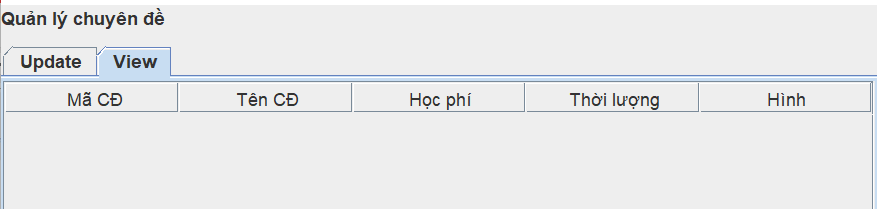 Quản lý chuyên đề
Update View
Mã CĐ Tên CĐ Học phí Thời lượng Hình